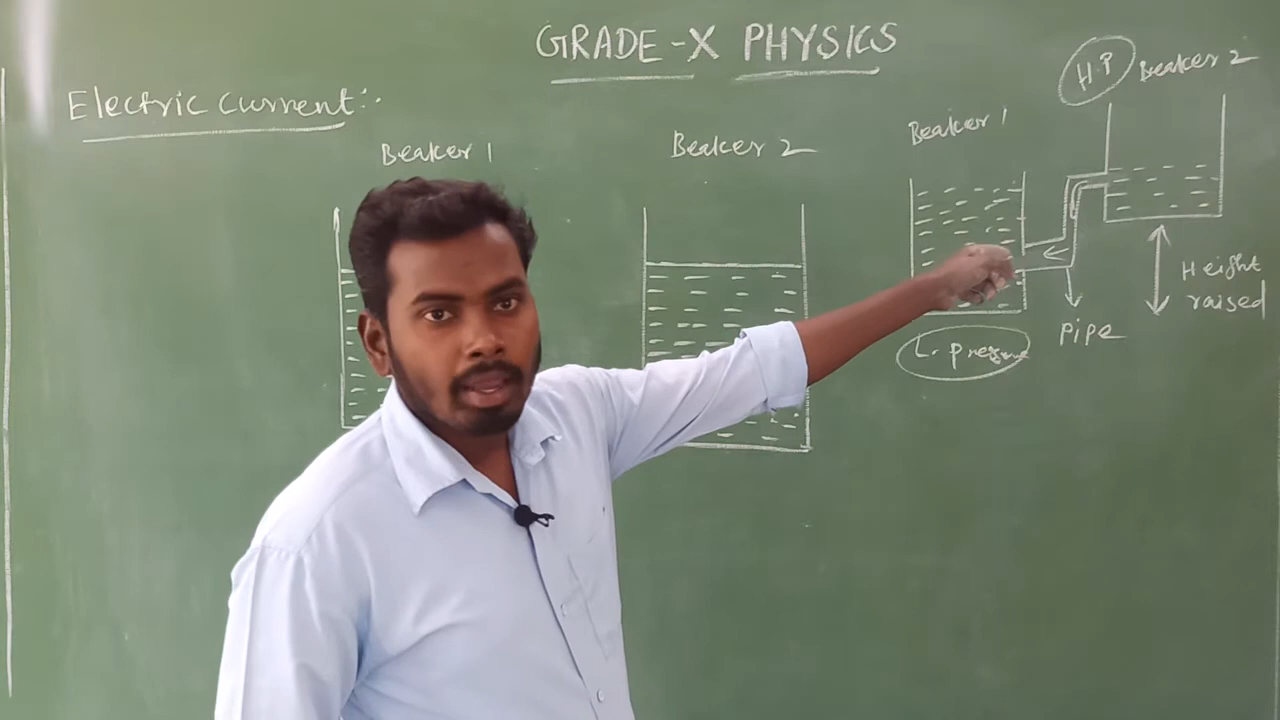 GRADE-X PHYSICS
Electric current:-
Beaker 1
Beaker 2
Beaker 1
H.P
Beaker 2
Height
raised
Pipe
L. pressure